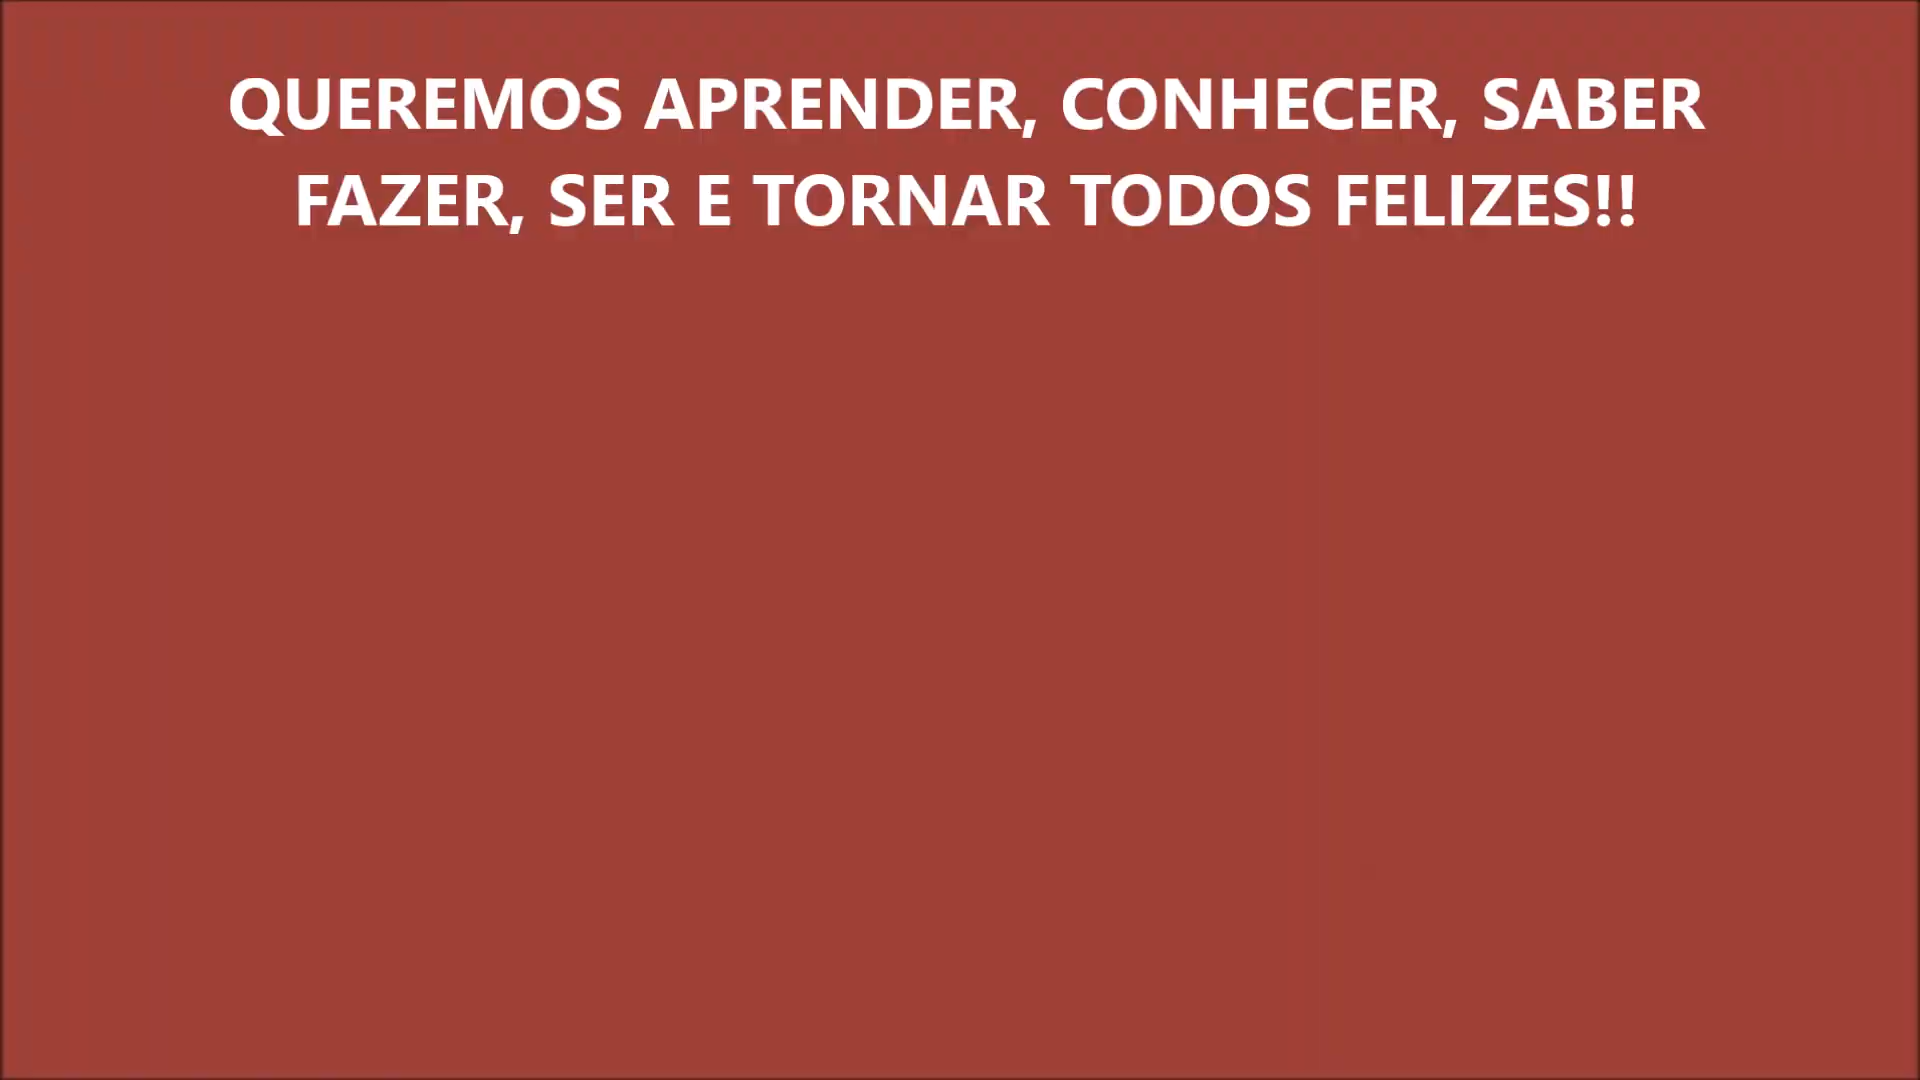 QUEREMOS APRENDER, CONHECER, SABER
FAZER, SER E TORNAR TODOS FELIZES!!